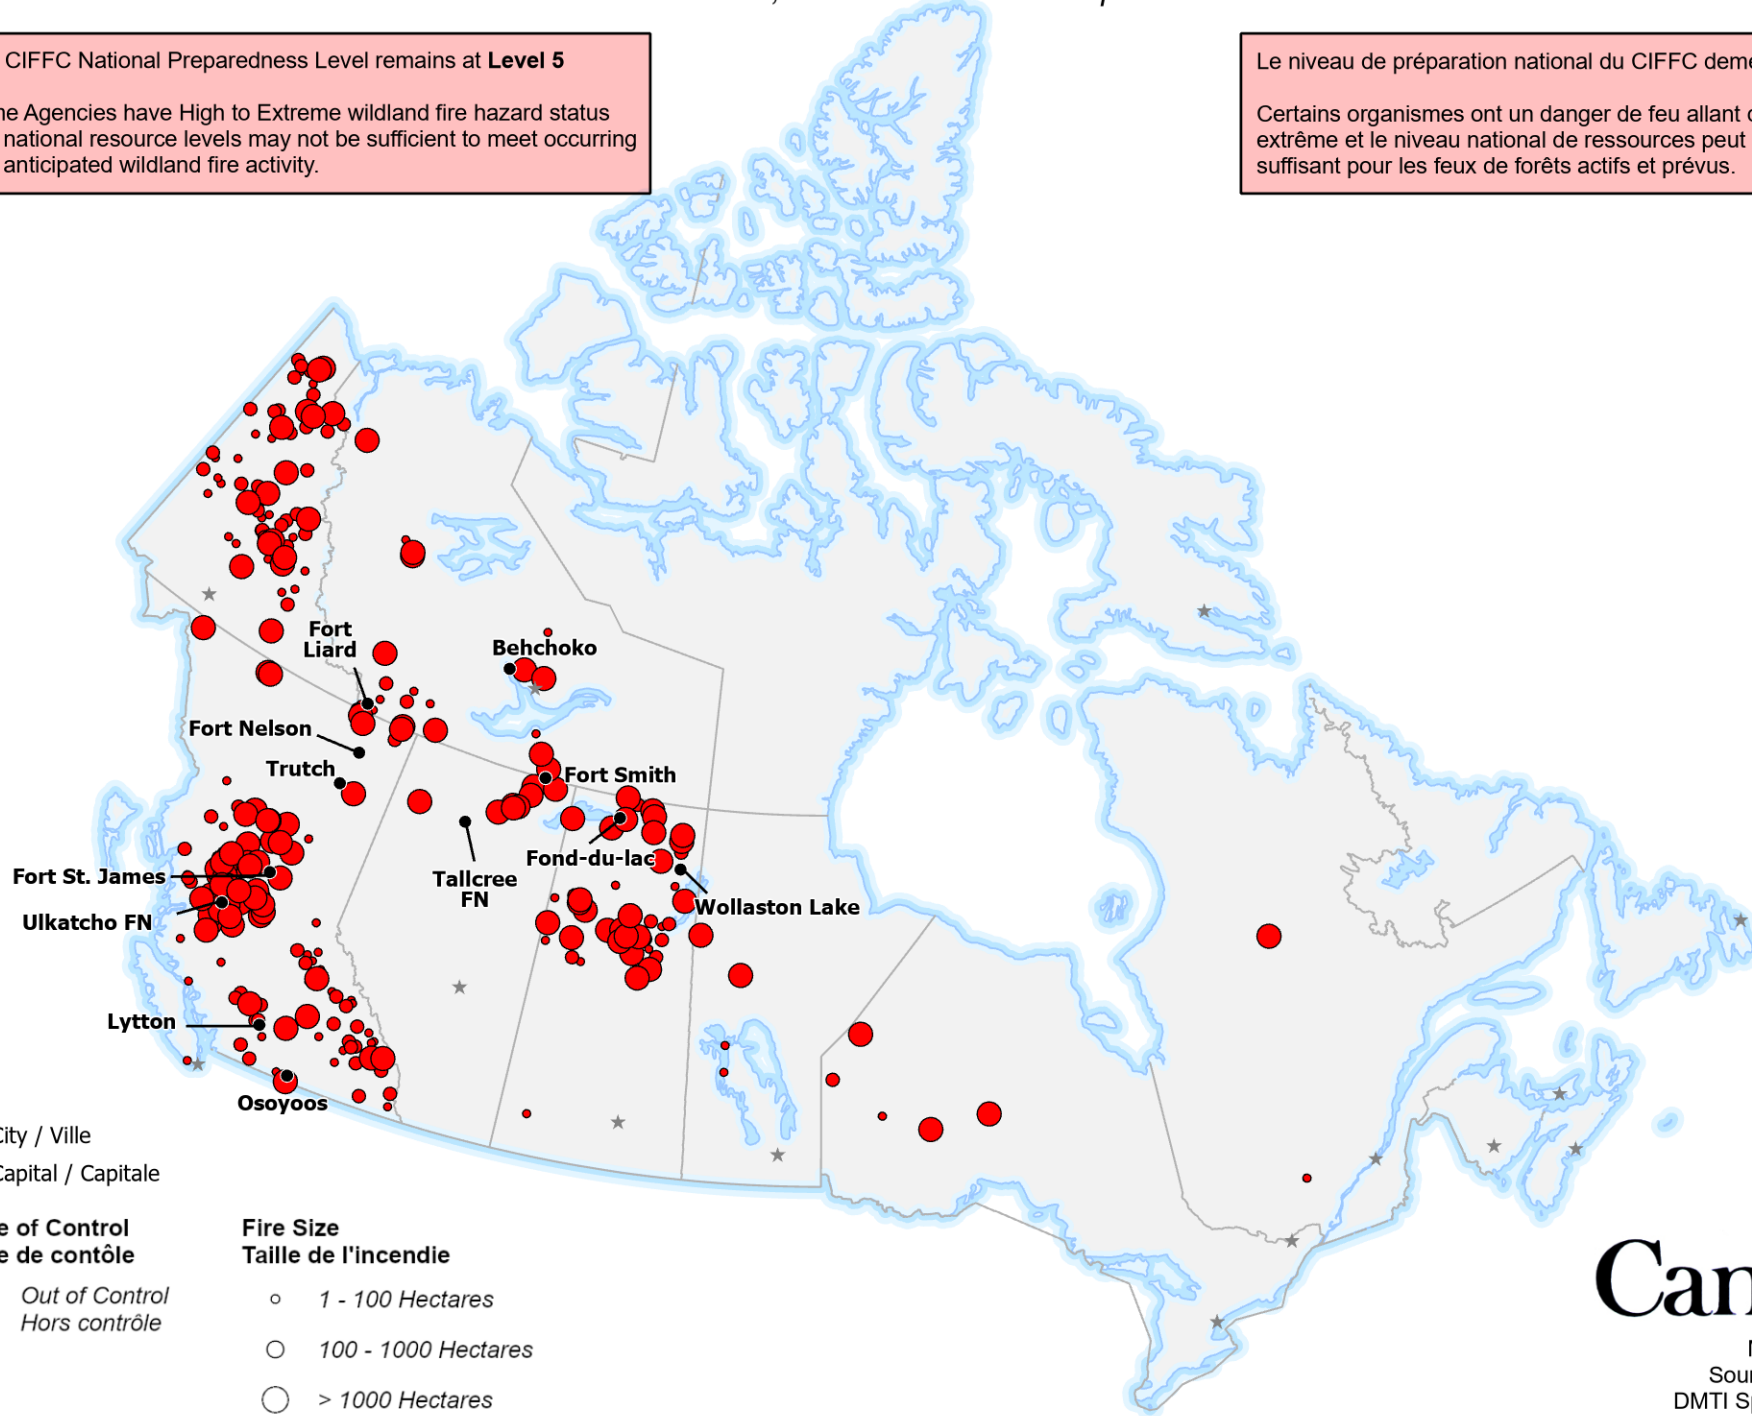 CIFFC National Preparedness Level remains at Level 5
Agencies have High to Extreme wildland fire hazard status
national resource levels may not be sufficient to meet occurring
anticipated wildland fire activity.
Le niveau de préparation national du CIFFC
Certains organismes ont un danger de feu allant
extrême et le niveau national de ressources peut
suffisant pour les feux de forêts actifs et prévus.
Fort
Liard
Behchoko
Fort Nelson
Trutch
Fort Smith
Fond-du-lac
Tallcree
FN
Fort St. James
Ulkatcho FN
Wollaston Lake
Lytton
Osoyoos
/ Ville
/ Capitale
of Control
de contôle
Out of Control
Hors contrôle
Fire Size
Taille de l'incendie
1 - 100 Hectares
100 - 1000 Hectares
> 1000 Hectares
Can
DMTI